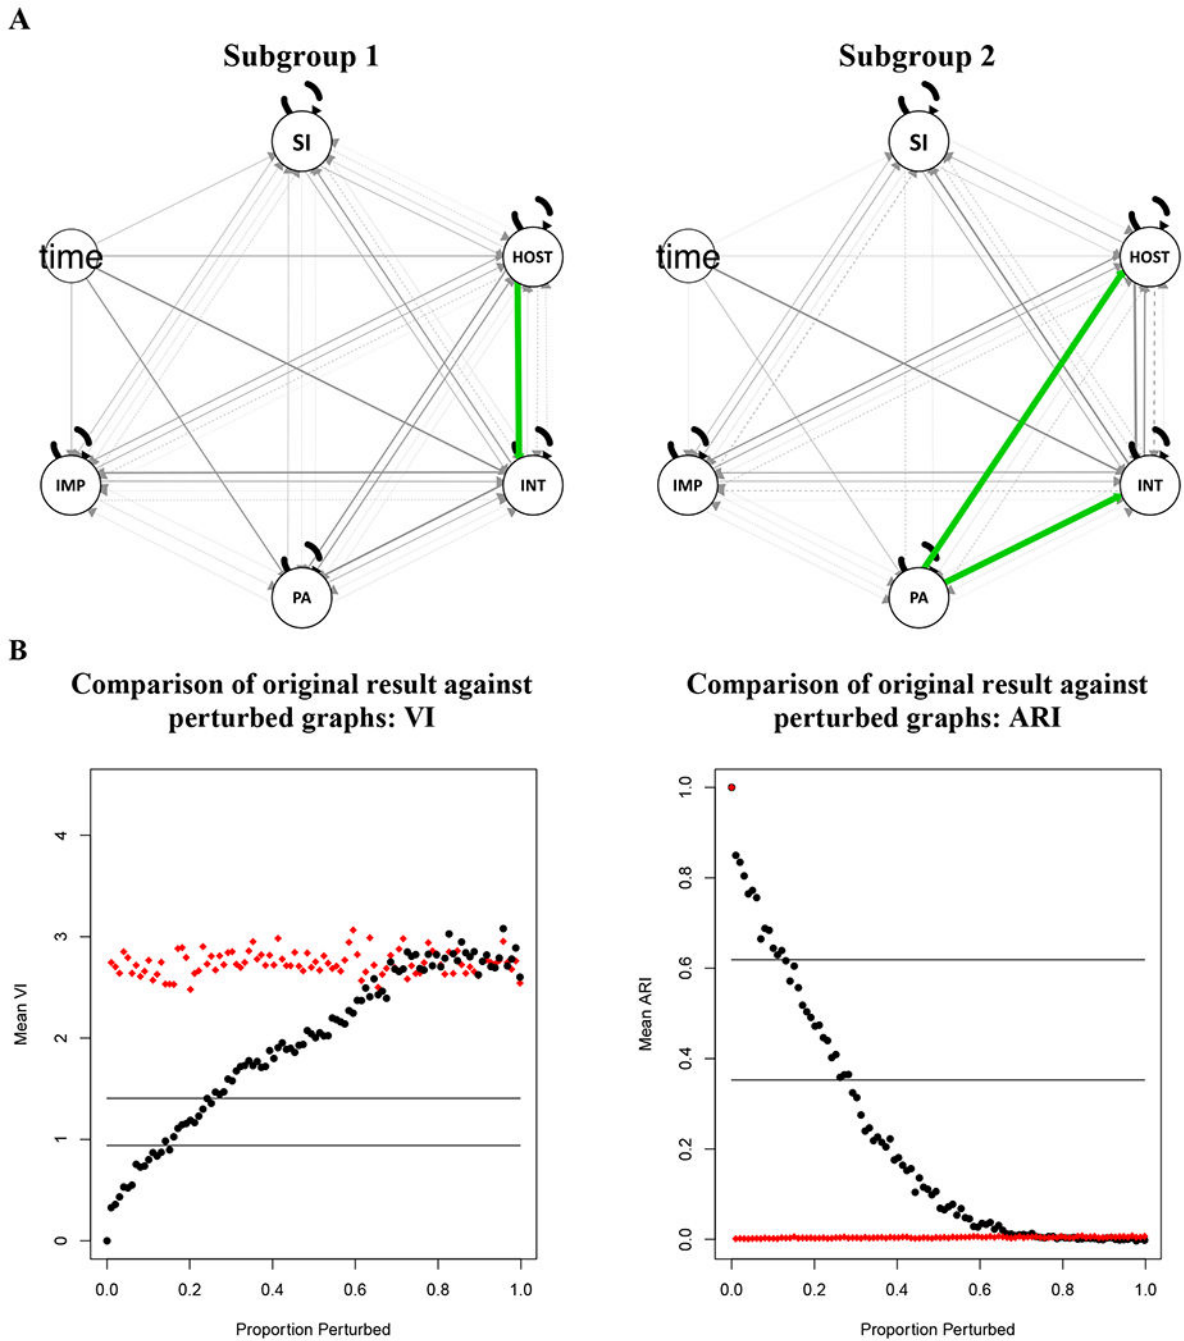 A
Subgroup 1
Subgroup 2
SI
SI
time
HOST
time
HOST
IMP
INT
IMP
INT
PA
PA
B
Comparison of original result against
perturbed graphs: VI
Comparison of original result against
perturbed graphs: ARI
Mean VI
4
3
2
1
0
0.0 0.2 0.4 0.6 0.8 1.0
Proportion Perturbed
Mean ARI
1.0
0.8
0.6
0.4
0.2
0.0
0.0 0.2 0.4 0.6 0.8 1.0
Proportion Perturbed